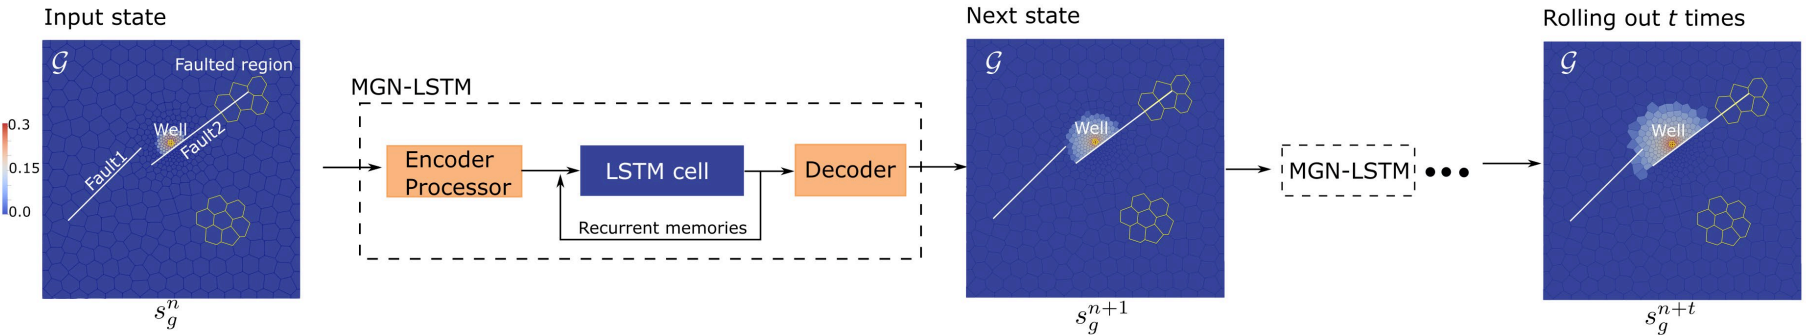 Input state
𝒢
Faulted region
Well
Fault1
Fault2
0.3
0.15
0.0
$s_g^n$
MGN-LSTM
Encoder
Processor
LSTM cell
Decoder
Recurrent memories
Next state
𝒢
Well
$s_g^{n+1}$
MGN-LSTM
Rolling out t times
𝒢
Well
$s_g^{n+t}$